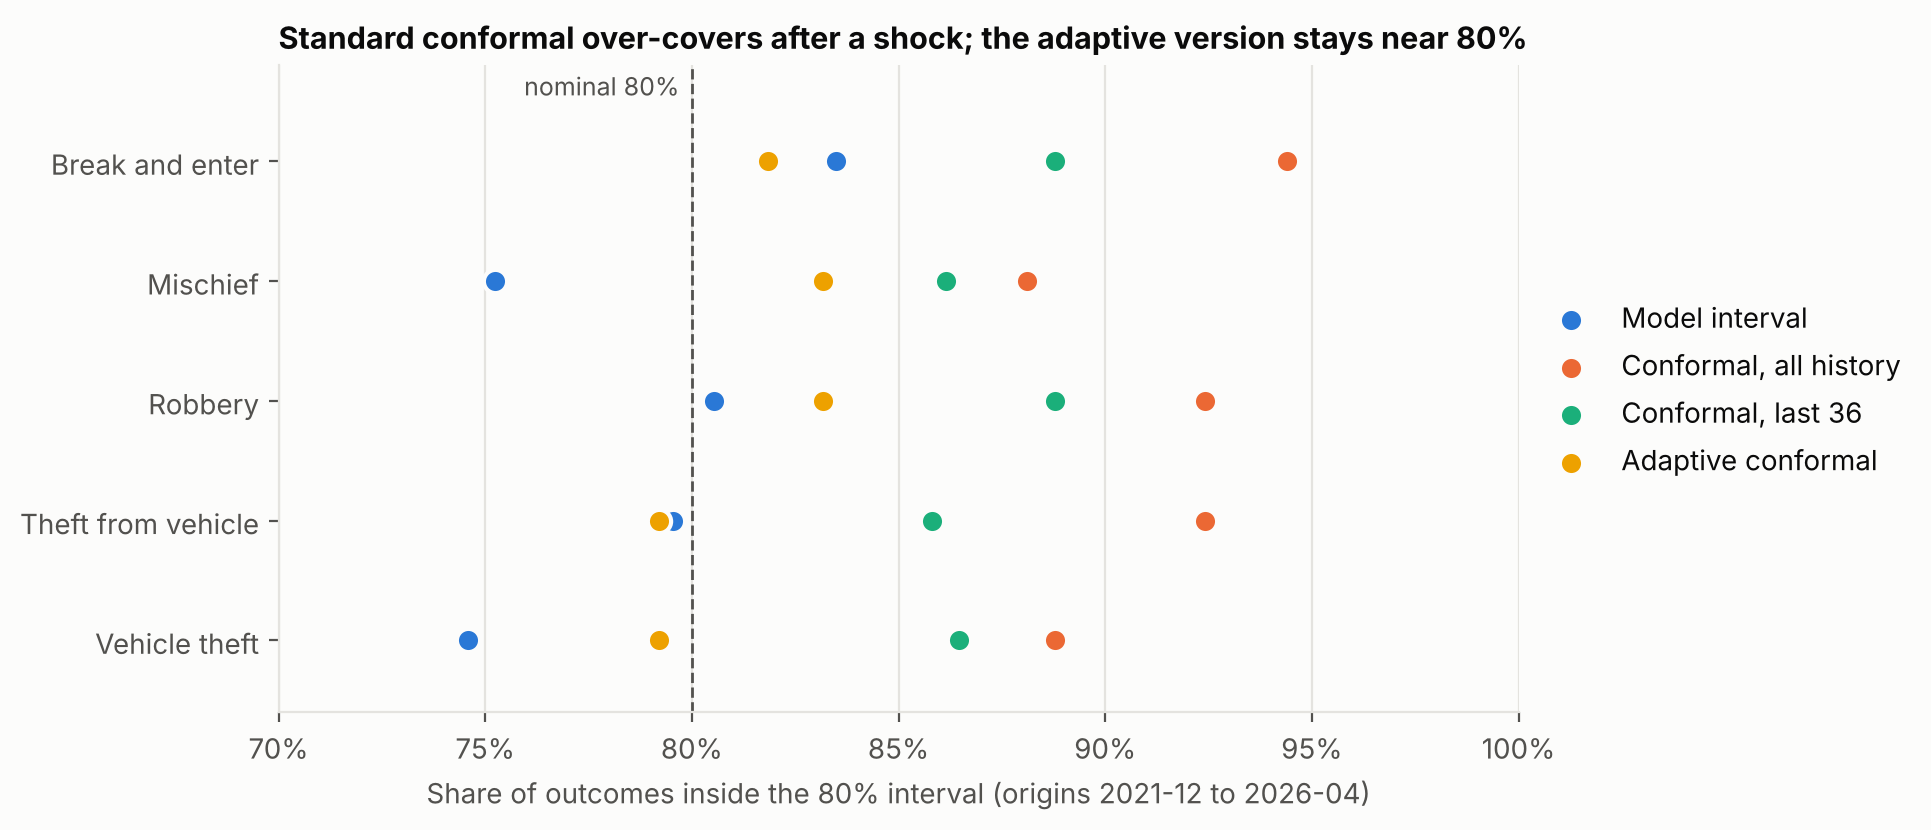 Standard conformal over-covers after a shock; the adaptive version stays near 80%
nominal 80%
Break and enter
Mischief
Robbery
Theft from vehicle
Vehicle theft
Model interval
Conformal, all history
Conformal, last 36
Adaptive conformal
70% 75% 80% 85% 90% 95% 100%
Share of outcomes inside the 80% interval (origins 2021-12 to 2026-04)